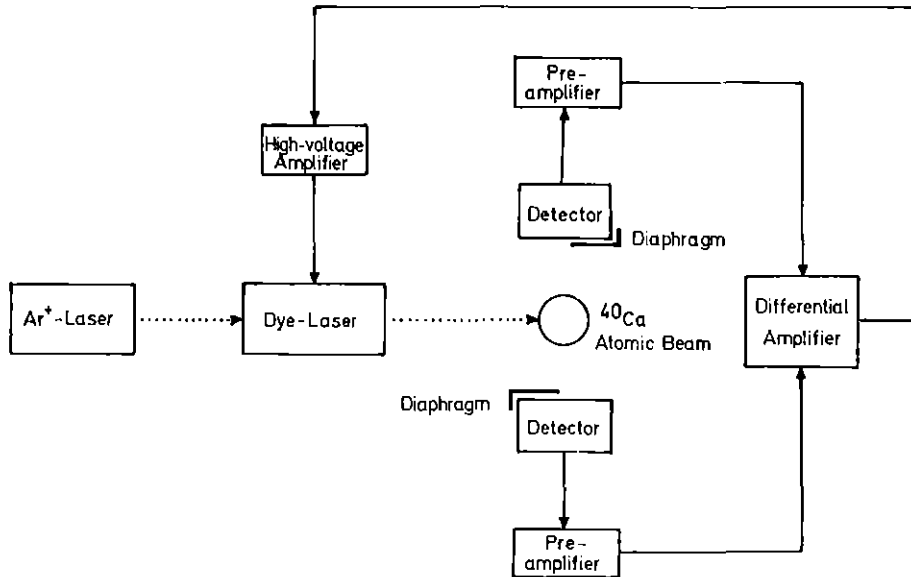 Pre-
amplifier
High-voltage
Amplifier
Detector
Diaphragm
Ar⁺-Laser
Dye-Laser
⁴⁰Ca
Atomic Beam
Differential
Amplifier
Diaphragm
Detector
Pre-
amplifier